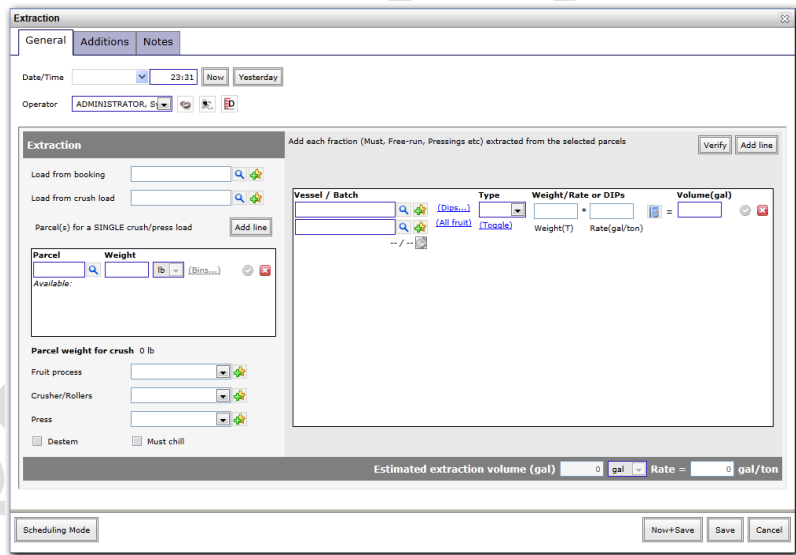 Extraction
General Additions Notes
Date/Time 23:31 Now Yesterday
Operator ADMINISTRATOR, Sy
Extraction
Load from booking
Load from crush load
Parcel(s) for a SINGLE crush/press load Add line
Parcel Weight
lb (Bins...)
Available:
Parcel weight for crush 0 lb
Fruit process
Crusher/Rollers
Press
Destem Must chill
Add each fraction (Must, Free-run, Pressings etc) extracted from the selected parcels Verify Add line
Vessel / Batch Type Weight/Rate or DIPs Volume(gal)
(Dips...) * =
(All fruit) (Toggle) Weight(T) Rate(gal/ton)
-- / --
Estimated extraction volume (gal) 0 gal Rate = 0 gal/ton
Scheduling Mode Now+Save Save Cancel